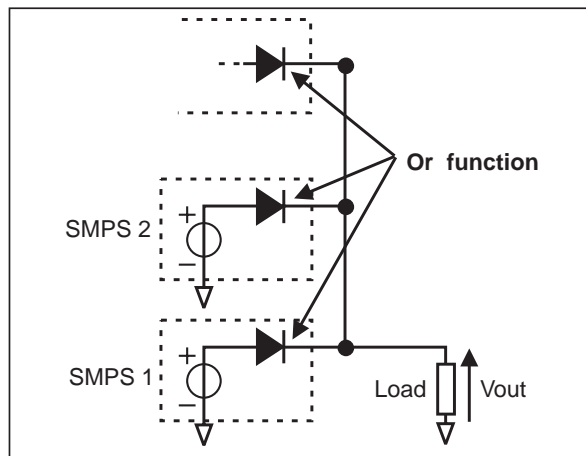 Or function
SMPS 2
+
−
SMPS 1
+
−
Load
Vout